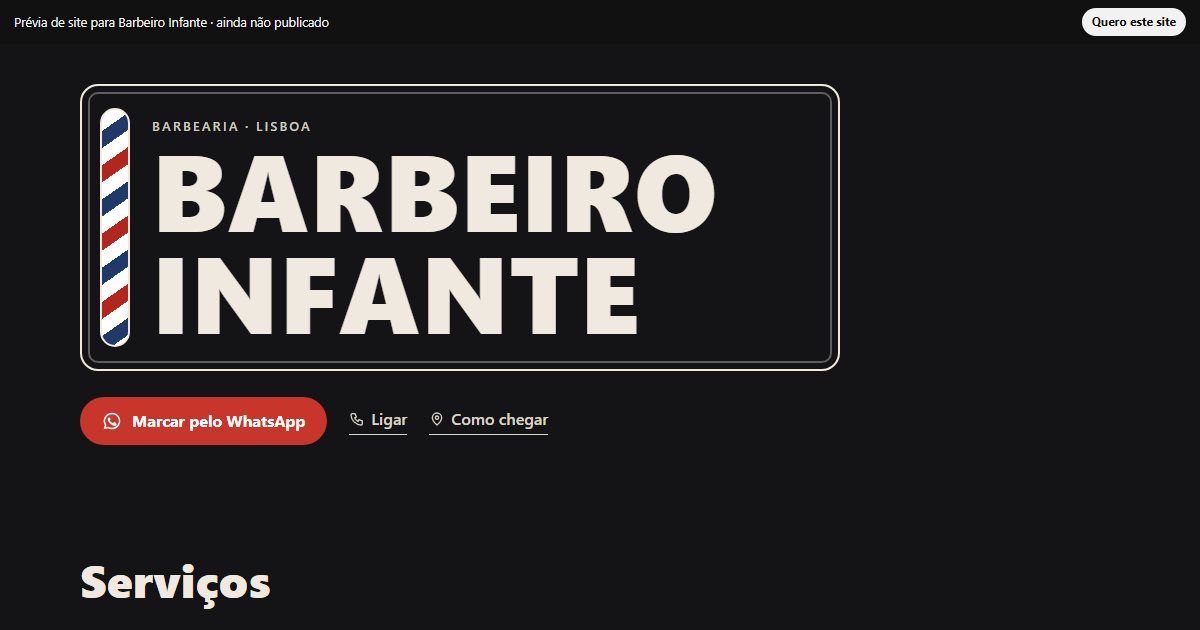 Prévia de site para Barbeiro Infante · ainda não publicado
Quero este site
BARBEARIA · LISBOA
BARBEIRO
INFANTE
Marcar pelo WhatsApp
Ligar
Como chegar
Serviços